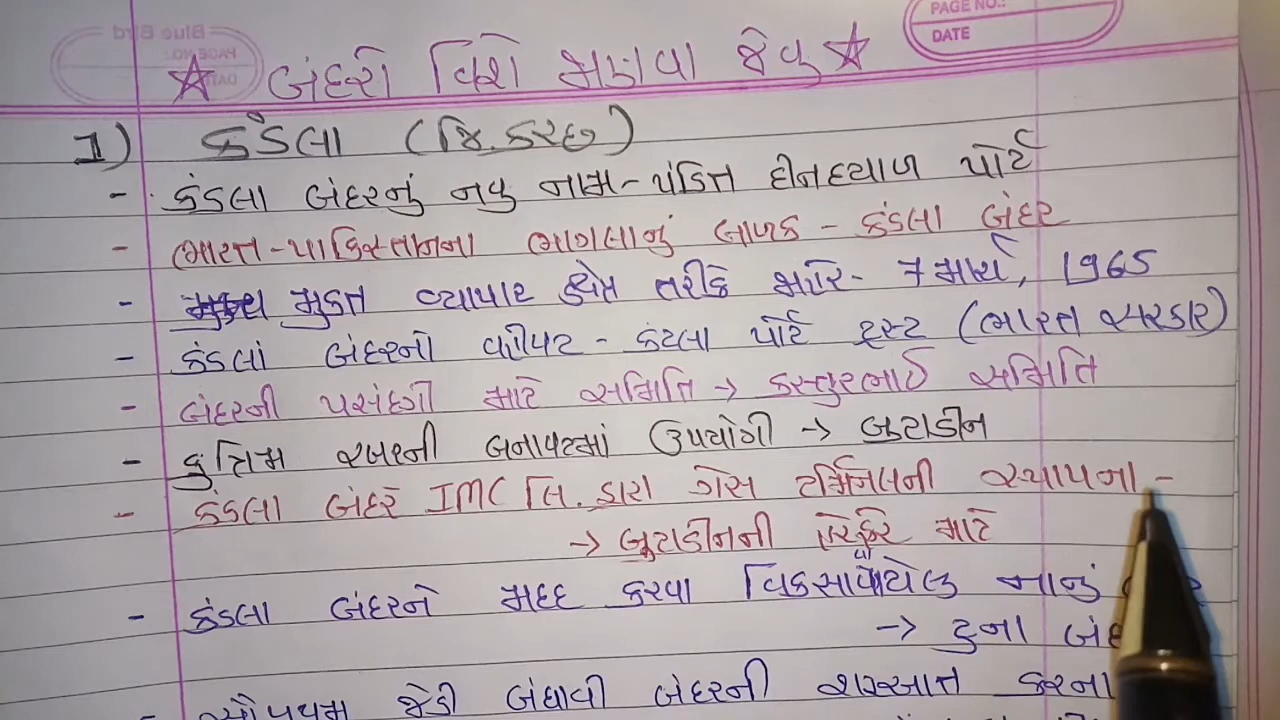 PAGE NO.:
DATE
☆ બંદરો વિશે ભણવા જેવુ ☆
1) કંડલા (જિ. કચ્છ)
- કંડલા બંદરનું નવુ નામ - પંડિત દીનદયાળ પોર્ટ
- ભારત - પાકિસ્તાનના ભાગલાનું બાળક - કંડલા બંદર
- મુક્ત વ્યાપાર ક્ષેત્ર તરીકે જાહેર - 7 માર્ચ, 1965
- કંડલા બંદરનો વહીવટ - કંડલા પોર્ટ ટ્રસ્ટ (ભારત સરકાર)
- બંદરની પસંદગી માટે સમિતિ → કસ્તુરભાઈ સમિતિ
- કુત્રિમ રબરની બનાવટમાં ઉપયોગી → બુટાડીન
- કંડલા બંદરે IMC લિ. દ્વારા ગેસ ટર્મિનલની સ્થાપના -
→ બુટાડીનની હેરફેર માટે
- કંડલા બંદરને મદદ કરવા વિકસાવાયેલુ નાનું
→ ટુના બંદ
- સૌપ્રથમ જેટી બંધાવી બંદરની શરૂઆત કરના